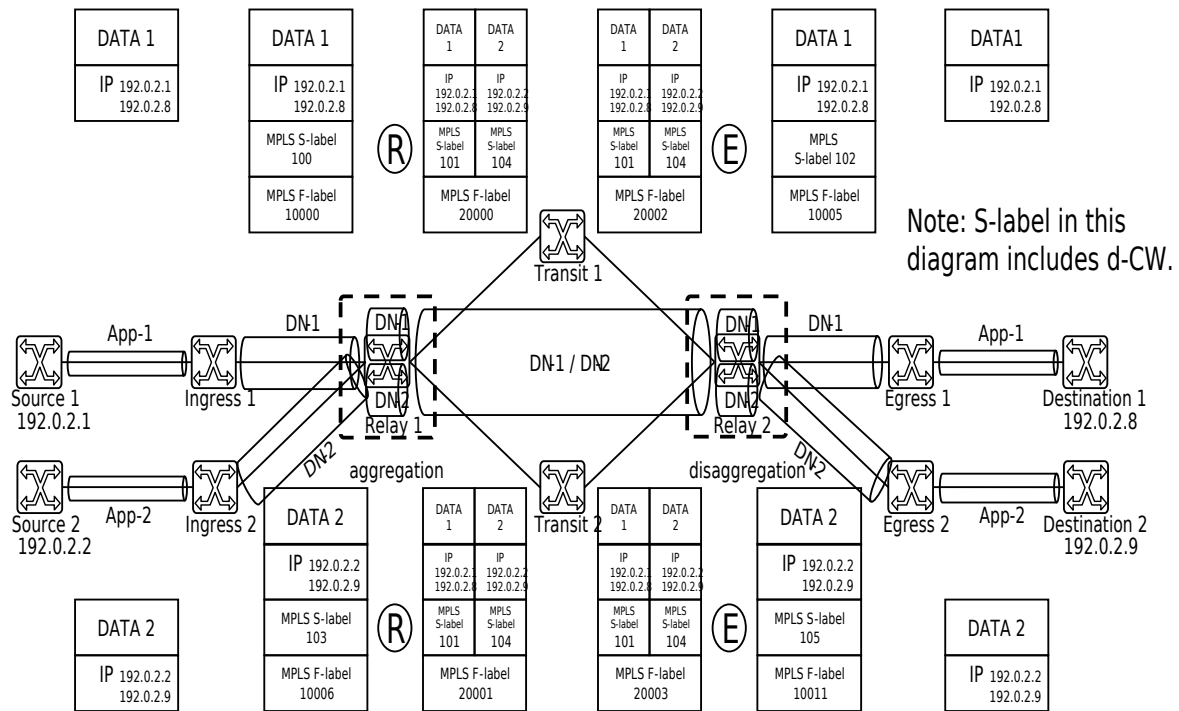 DATA 1
IP 192.0.2.1
192.0.2.8
DATA 1
IP 192.0.2.1
192.0.2.8
MPLS S-label
100
MPLS F-label
10000
R
DATA
1
DATA
2
IP
192.0.2.1
192.0.2.8
IP
192.0.2.2
192.0.2.9
MPLS
S-label
101
MPLS
S-label
104
MPLS F-label
20000
DATA
1
DATA
2
IP
192.0.2.1
192.0.2.8
IP
192.0.2.2
192.0.2.9
MPLS
S-label
101
MPLS
S-label
104
MPLS F-label
20002
E
DATA 1
IP 192.0.2.1
192.0.2.8
MPLS
S-label 102
MPLS F-label
10005
DATA1
IP 192.0.2.1
192.0.2.8
Note: S-label in this
diagram includes d-CW.
Transit 1
App-1
DN-1
DN-1
DN-1 / DN-2
DN-1
DN-1
App-1
Source 1
192.0.2.1
Ingress 1
DN-2
Relay 1
DN-2
Relay 2
Egress 1
Destination 1
192.0.2.8
DN-2
aggregation
disaggregation
DN-2
App-2
Source 2
192.0.2.2
Ingress 2
Transit 2
Egress 2
App-2
Destination 2
192.0.2.9
DATA 2
IP 192.0.2.2
192.0.2.9
DATA 2
IP 192.0.2.2
192.0.2.9
MPLS S-label
103
MPLS F-label
10006
R
DATA
1
DATA
2
IP
192.0.2.1
192.0.2.8
IP
192.0.2.2
192.0.2.9
MPLS
S-label
101
MPLS
S-label
104
MPLS F-label
20001
DATA
1
DATA
2
IP
192.0.2.1
192.0.2.8
IP
192.0.2.2
192.0.2.9
MPLS
S-label
101
MPLS
S-label
104
MPLS F-label
20003
E
DATA 2
IP 192.0.2.2
192.0.2.9
MPLS S-label
105
MPLS F-label
10011
DATA 2
IP 192.0.2.2
192.0.2.9